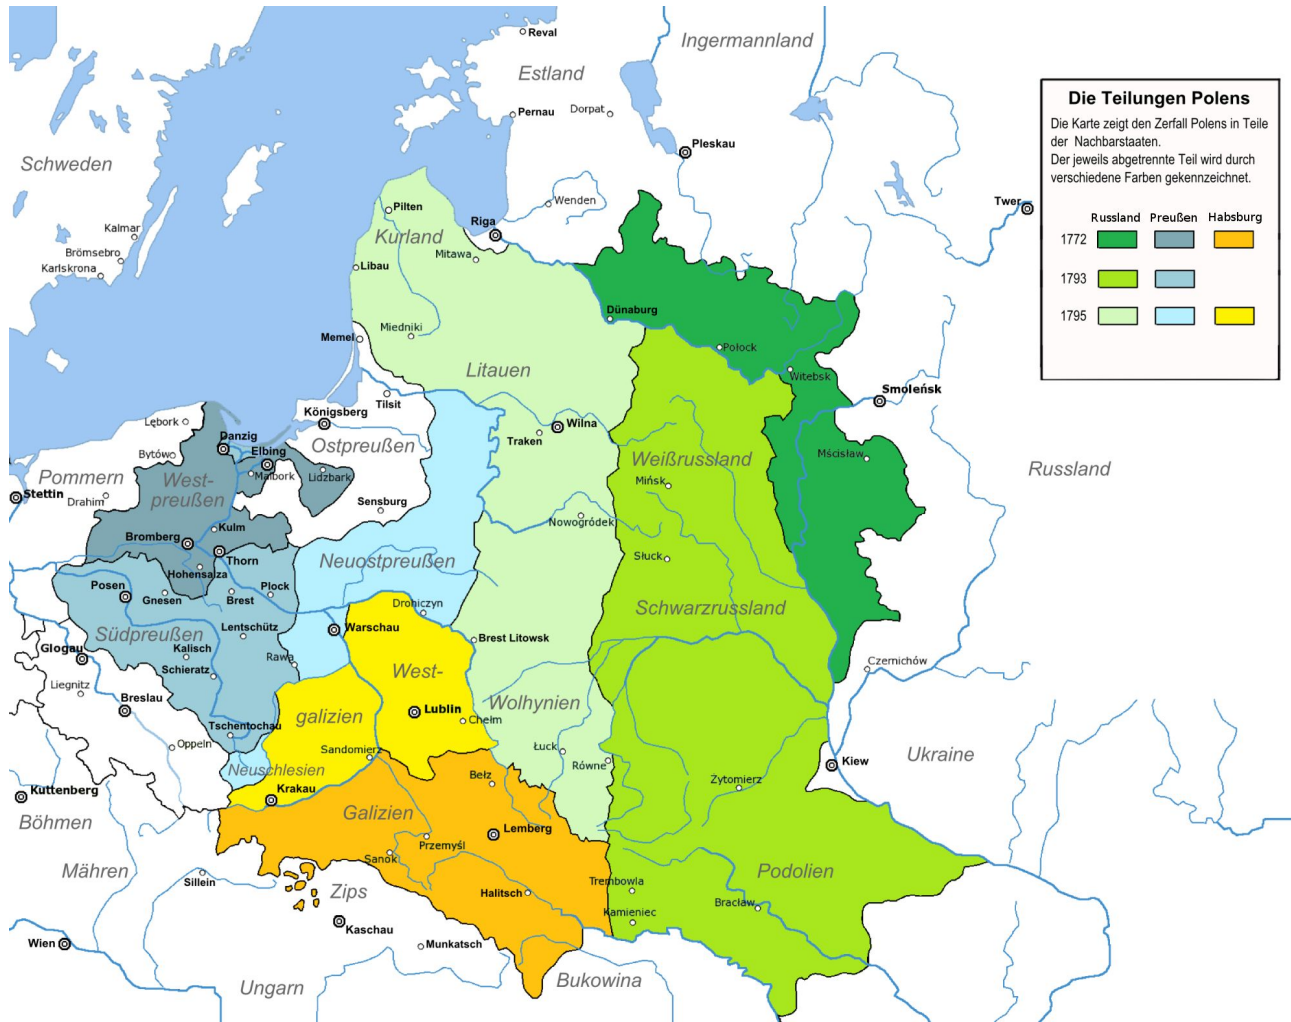 Reval
Ingermannland
Estland
Pernau
Dorpat
Pleskau
Schweden
Die Teilungen Polens
Die Karte zeigt den Zerfall Polens in Teile
der Nachbarstaaten.
Der jeweils abgetrennte Teil wird durch
verschiedene Farben gekennzeichnet.
Russland Preußen Habsburg
1772
1793
1795
Twer
Wenden
Pilten
Riga
Kalmar
Kurland
Brömsebro
Mitawa
Karlskrona
Libau
Dünaburg
Miedniki
Memel
Połock
Litauen
Witebsk
Smoleńsk
Tilsit
Königsberg
Lębork
Wilna
Danzig
Traken
Ostpreußen
Elbing
Bytów
Mścisław
Weißrussland
Pommern
West-
preußen
Malbork
Lidzbark
Mińsk
Russland
Stettin
Drahim
Sensburg
Nowogródek
Kulm
Bromberg
Thorn
Neuostpreußen
Słuck
Hohensalza
Posen
Gnesen
Brest
Plock
Drohiczyn
Schwarzrussland
Südpreußen
Lentschütz
Warschau
Brest Litowsk
Glogau
Kalisch
Schieratz
Rawa
Czernichów
West-
Liegnitz
Breslau
Wolhynien
Lublin
galizien
Chełm
Tschentochau
Oppeln
Sandomierz
Łuck
Równe
Ukraine
Kiew
Neuschlesien
Bełz
Żytomierz
Kuttenberg
Krakau
Galizien
Böhmen
Lemberg
Przemyśl
Sanok
Mähren
Podolien
Sillein
Zips
Halitsch
Trembowla
Bracław
Kamieniec
Kaschau
Wien
Munkatsch
Ungarn
Bukowina